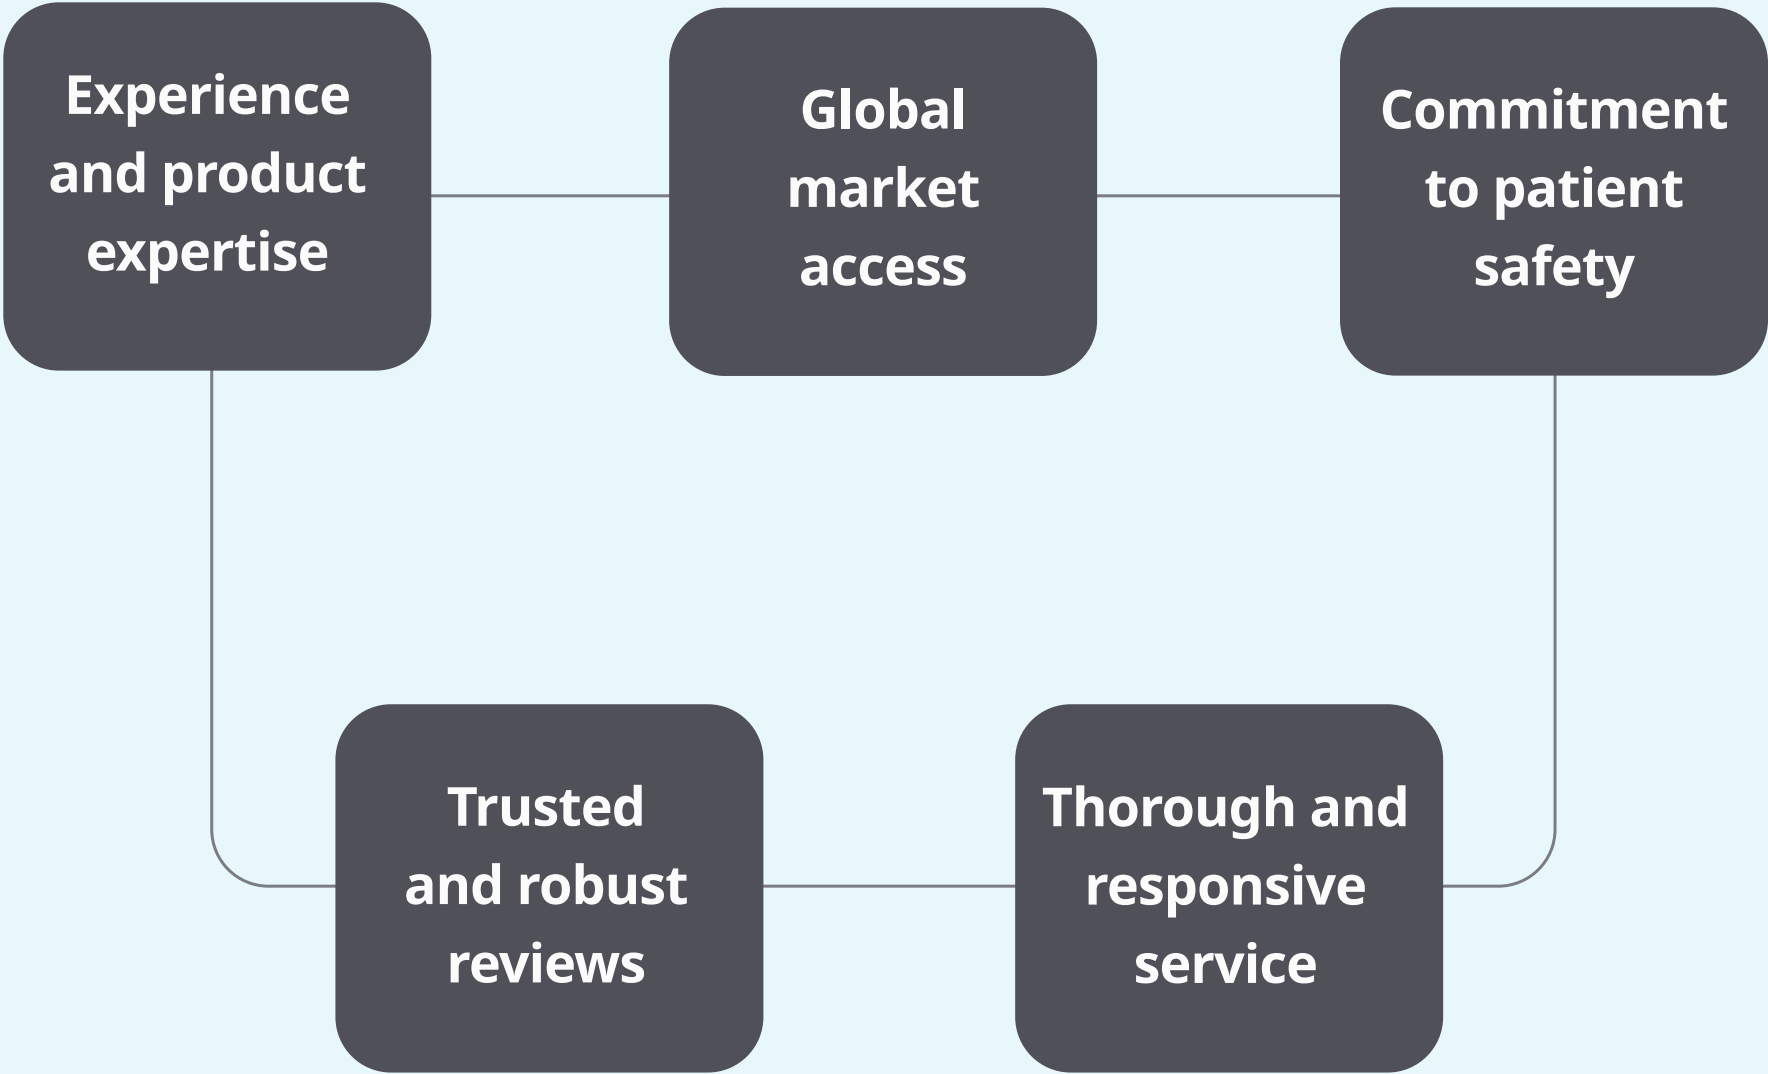 Experience
and product
expertise
Global
market
access
Commitment
to patient
safety
Trusted
and robust
reviews
Thorough and
responsive
service